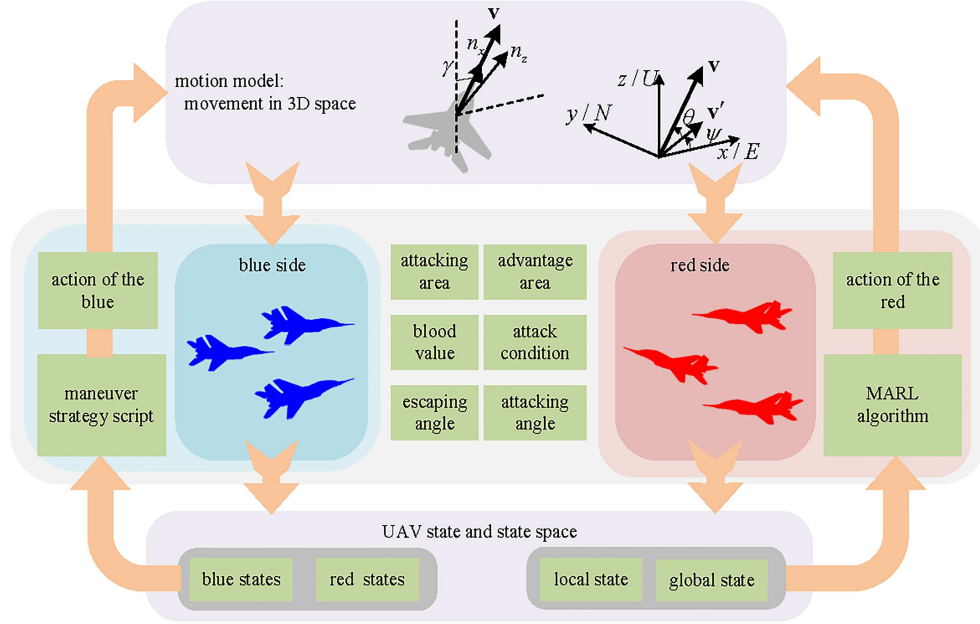 motion model:
movement in 3D space
v
n_x
n_z
γ
z / U
v
y / N
v'
θ
ψ
x / E
action of the
blue
maneuver
strategy script
blue side
attacking
area
advantage
area
blood
value
attack
condition
escaping
angle
attacking
angle
red side
action of the
red
MARL
algorithm
UAV state and state space
blue states
red states
local state
global state